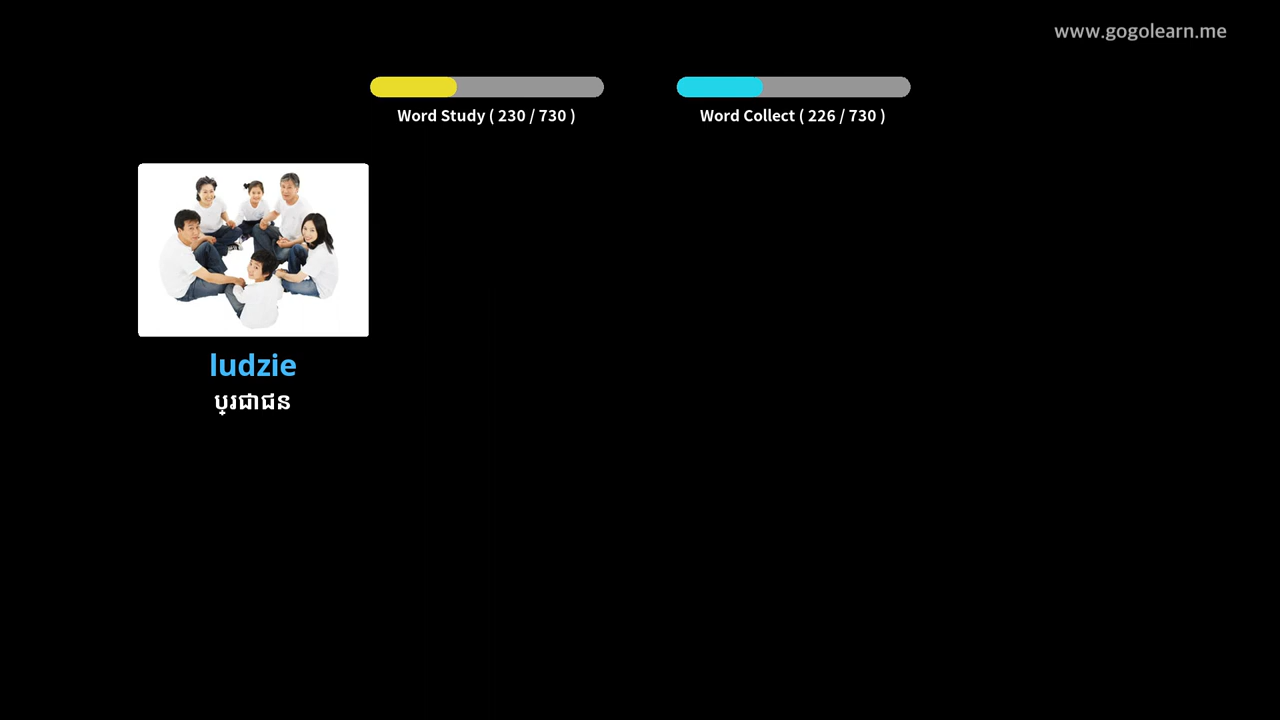 www.gogolearn.me
Word Study ( 230 / 730 )
Word Collect ( 226 / 730 )
ludzie
ប្រជាជន